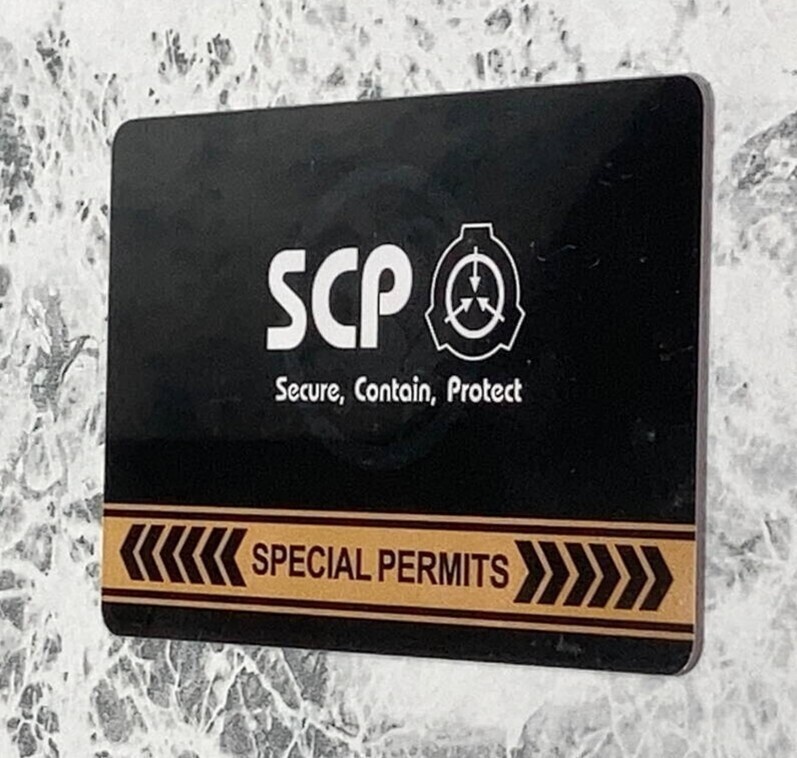 SCP
Secure, Contain, Protect
SPECIAL PERMITS